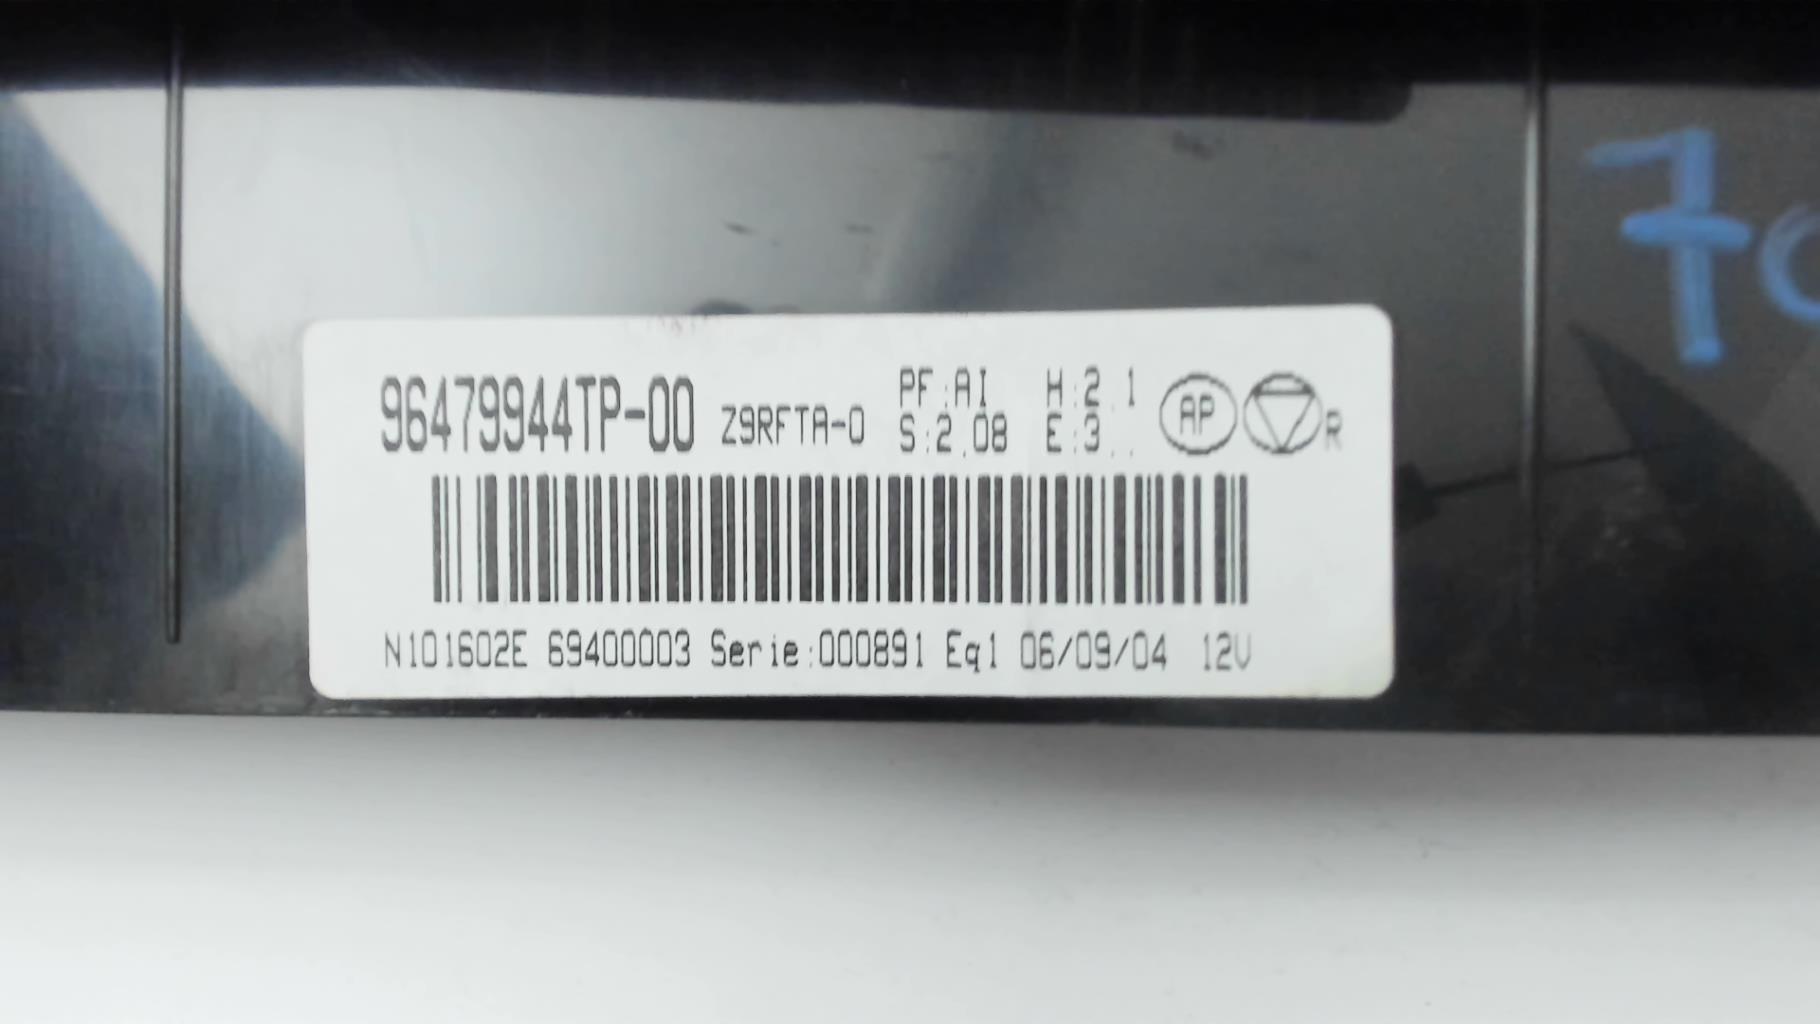 96479944TP-00 Z9RFTA-0 PF:AI H:2.1
S:2.08 E:3... AP R
N101602E 69400003 Serie:000891 Eq1 06/09/04 12V